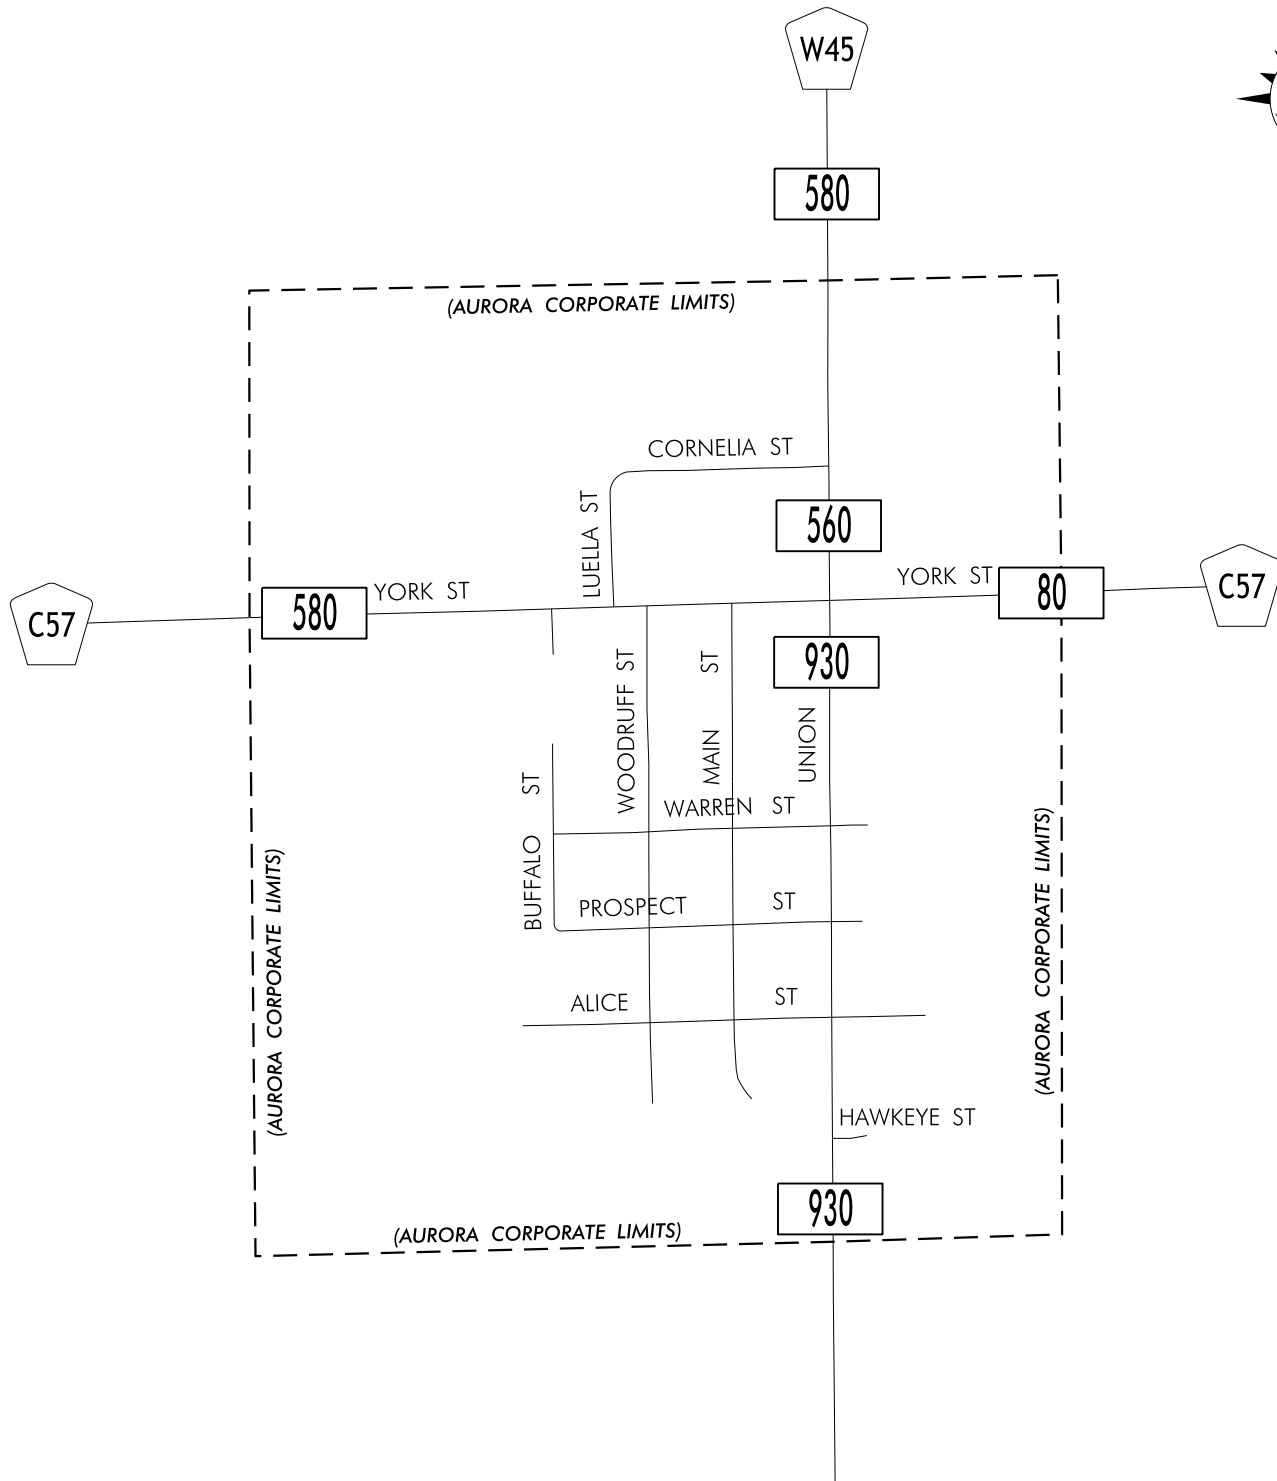 W45
580
(AURORA CORPORATE LIMITS)
CORNELIA ST
LUELLA ST
560
YORK ST
80
C57
C57
580
YORK ST
930
WOODRUFF ST
MAIN ST
UNION
BUFFALO ST
WARREN ST
PROSPECT ST
(AURORA CORPORATE LIMITS)
(AURORA CORPORATE LIMITS)
ALICE ST
HAWKEYE ST
930
(AURORA CORPORATE LIMITS)